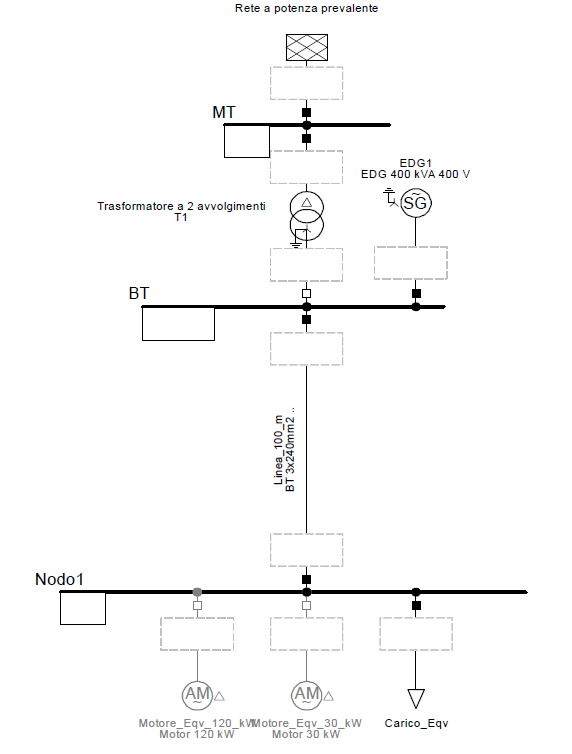 Rete a potenza prevalente
MT
EDG1
EDG 400 kVA 400 V
SG
~
Trasformatore a 2 avvolgimenti
T1
BT
Linea_100_m
BT 3x240mm2 ..
Nodo1
AM
~
AM
~
Motore_Eqv_120_kW
Motore_Eqv_30_kW
Carico_Eqv
Motor 120 kW
Motor 30 kW